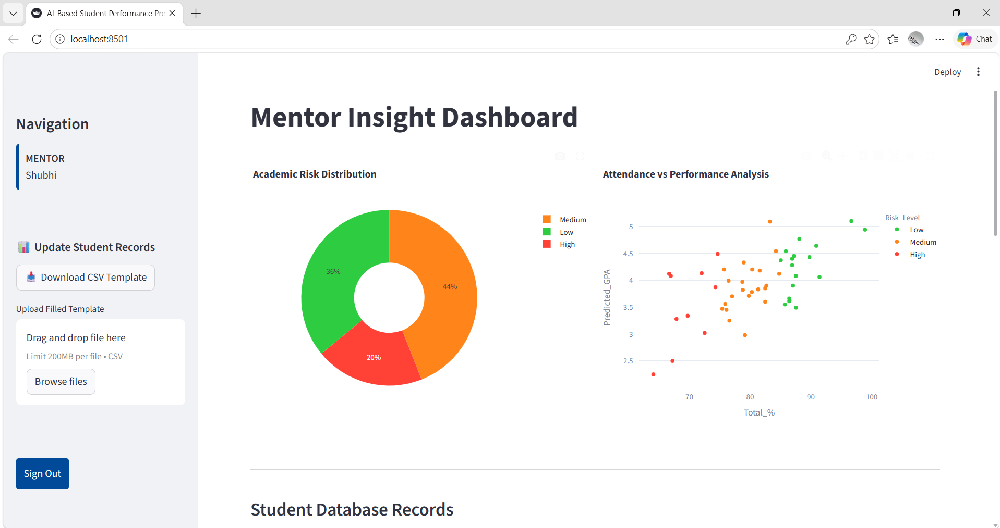 AI-Based Student Performance Pre
localhost:8501
Chat
Deploy
Navigation
MENTOR
Shubhi
Update Student Records
Download CSV Template
Upload Filled Template
Drag and drop file here
Limit 200MB per file • CSV
Browse files
Sign Out
Mentor Insight Dashboard
Academic Risk Distribution
36%
44%
20%
Medium
Low
High
Attendance vs Performance Analysis
Predicted_GPA
5
4.5
4
3.5
3
2.5
70
80
90
100
Total_%
Risk_Level
Low
Medium
High
Student Database Records